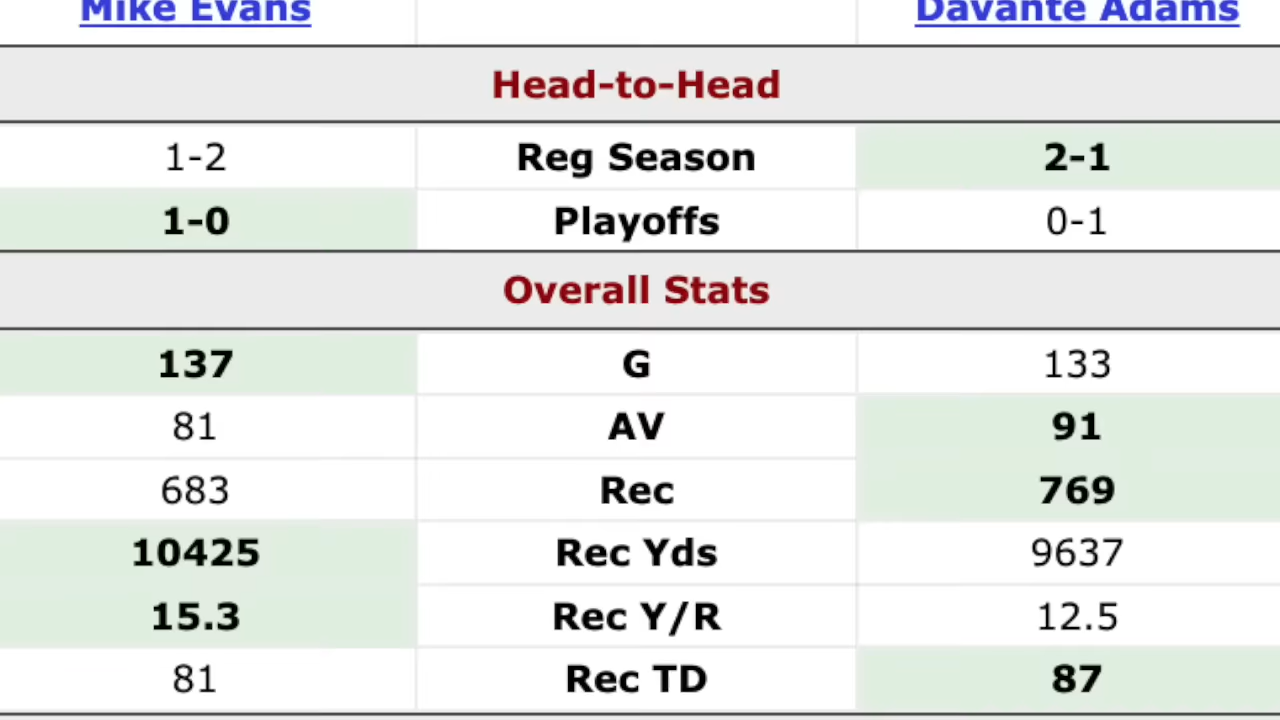 Mike Evans Davante Adams
Head-to-Head
1-2 Reg Season 2-1
1-0 Playoffs 0-1
Overall Stats
137 G 133
81 AV 91
683 Rec 769
10425 Rec Yds 9637
15.3 Rec Y/R 12.5
81 Rec TD 87